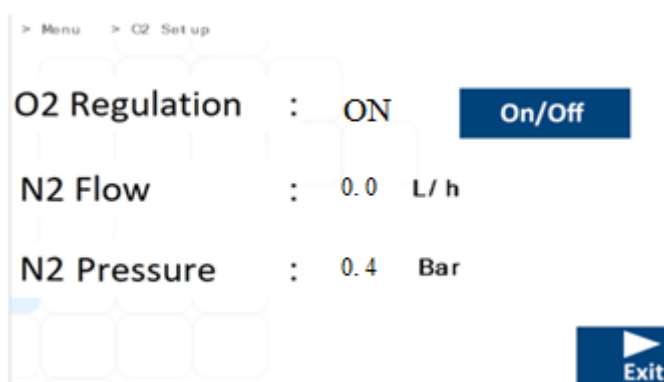 > Menu > O2 Set up
O2 Regulation : ON On/Off
N2 Flow : 0.0 L/h
N2 Pressure : 0.4 Bar
Exit